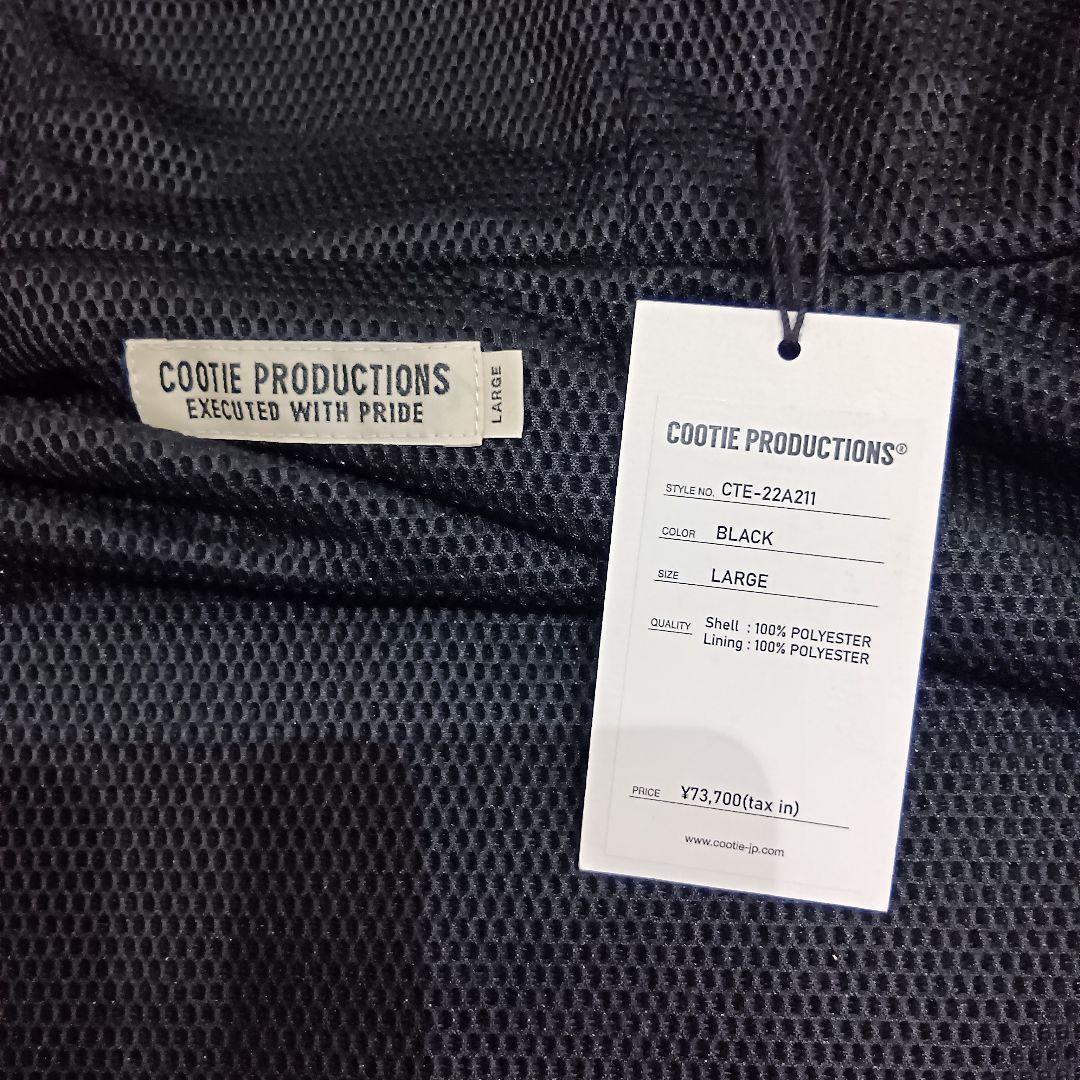 COOTIE PRODUCTIONS
EXECUTED WITH PRIDE
LARGE
COOTIE PRODUCTIONS®
STYLE NO. CTE-22A211
COLOR BLACK
SIZE LARGE
QUALITY Shell : 100% POLYESTER
Lining : 100% POLYESTER
PRICE ¥73,700(tax in)
www.cootie-jp.com